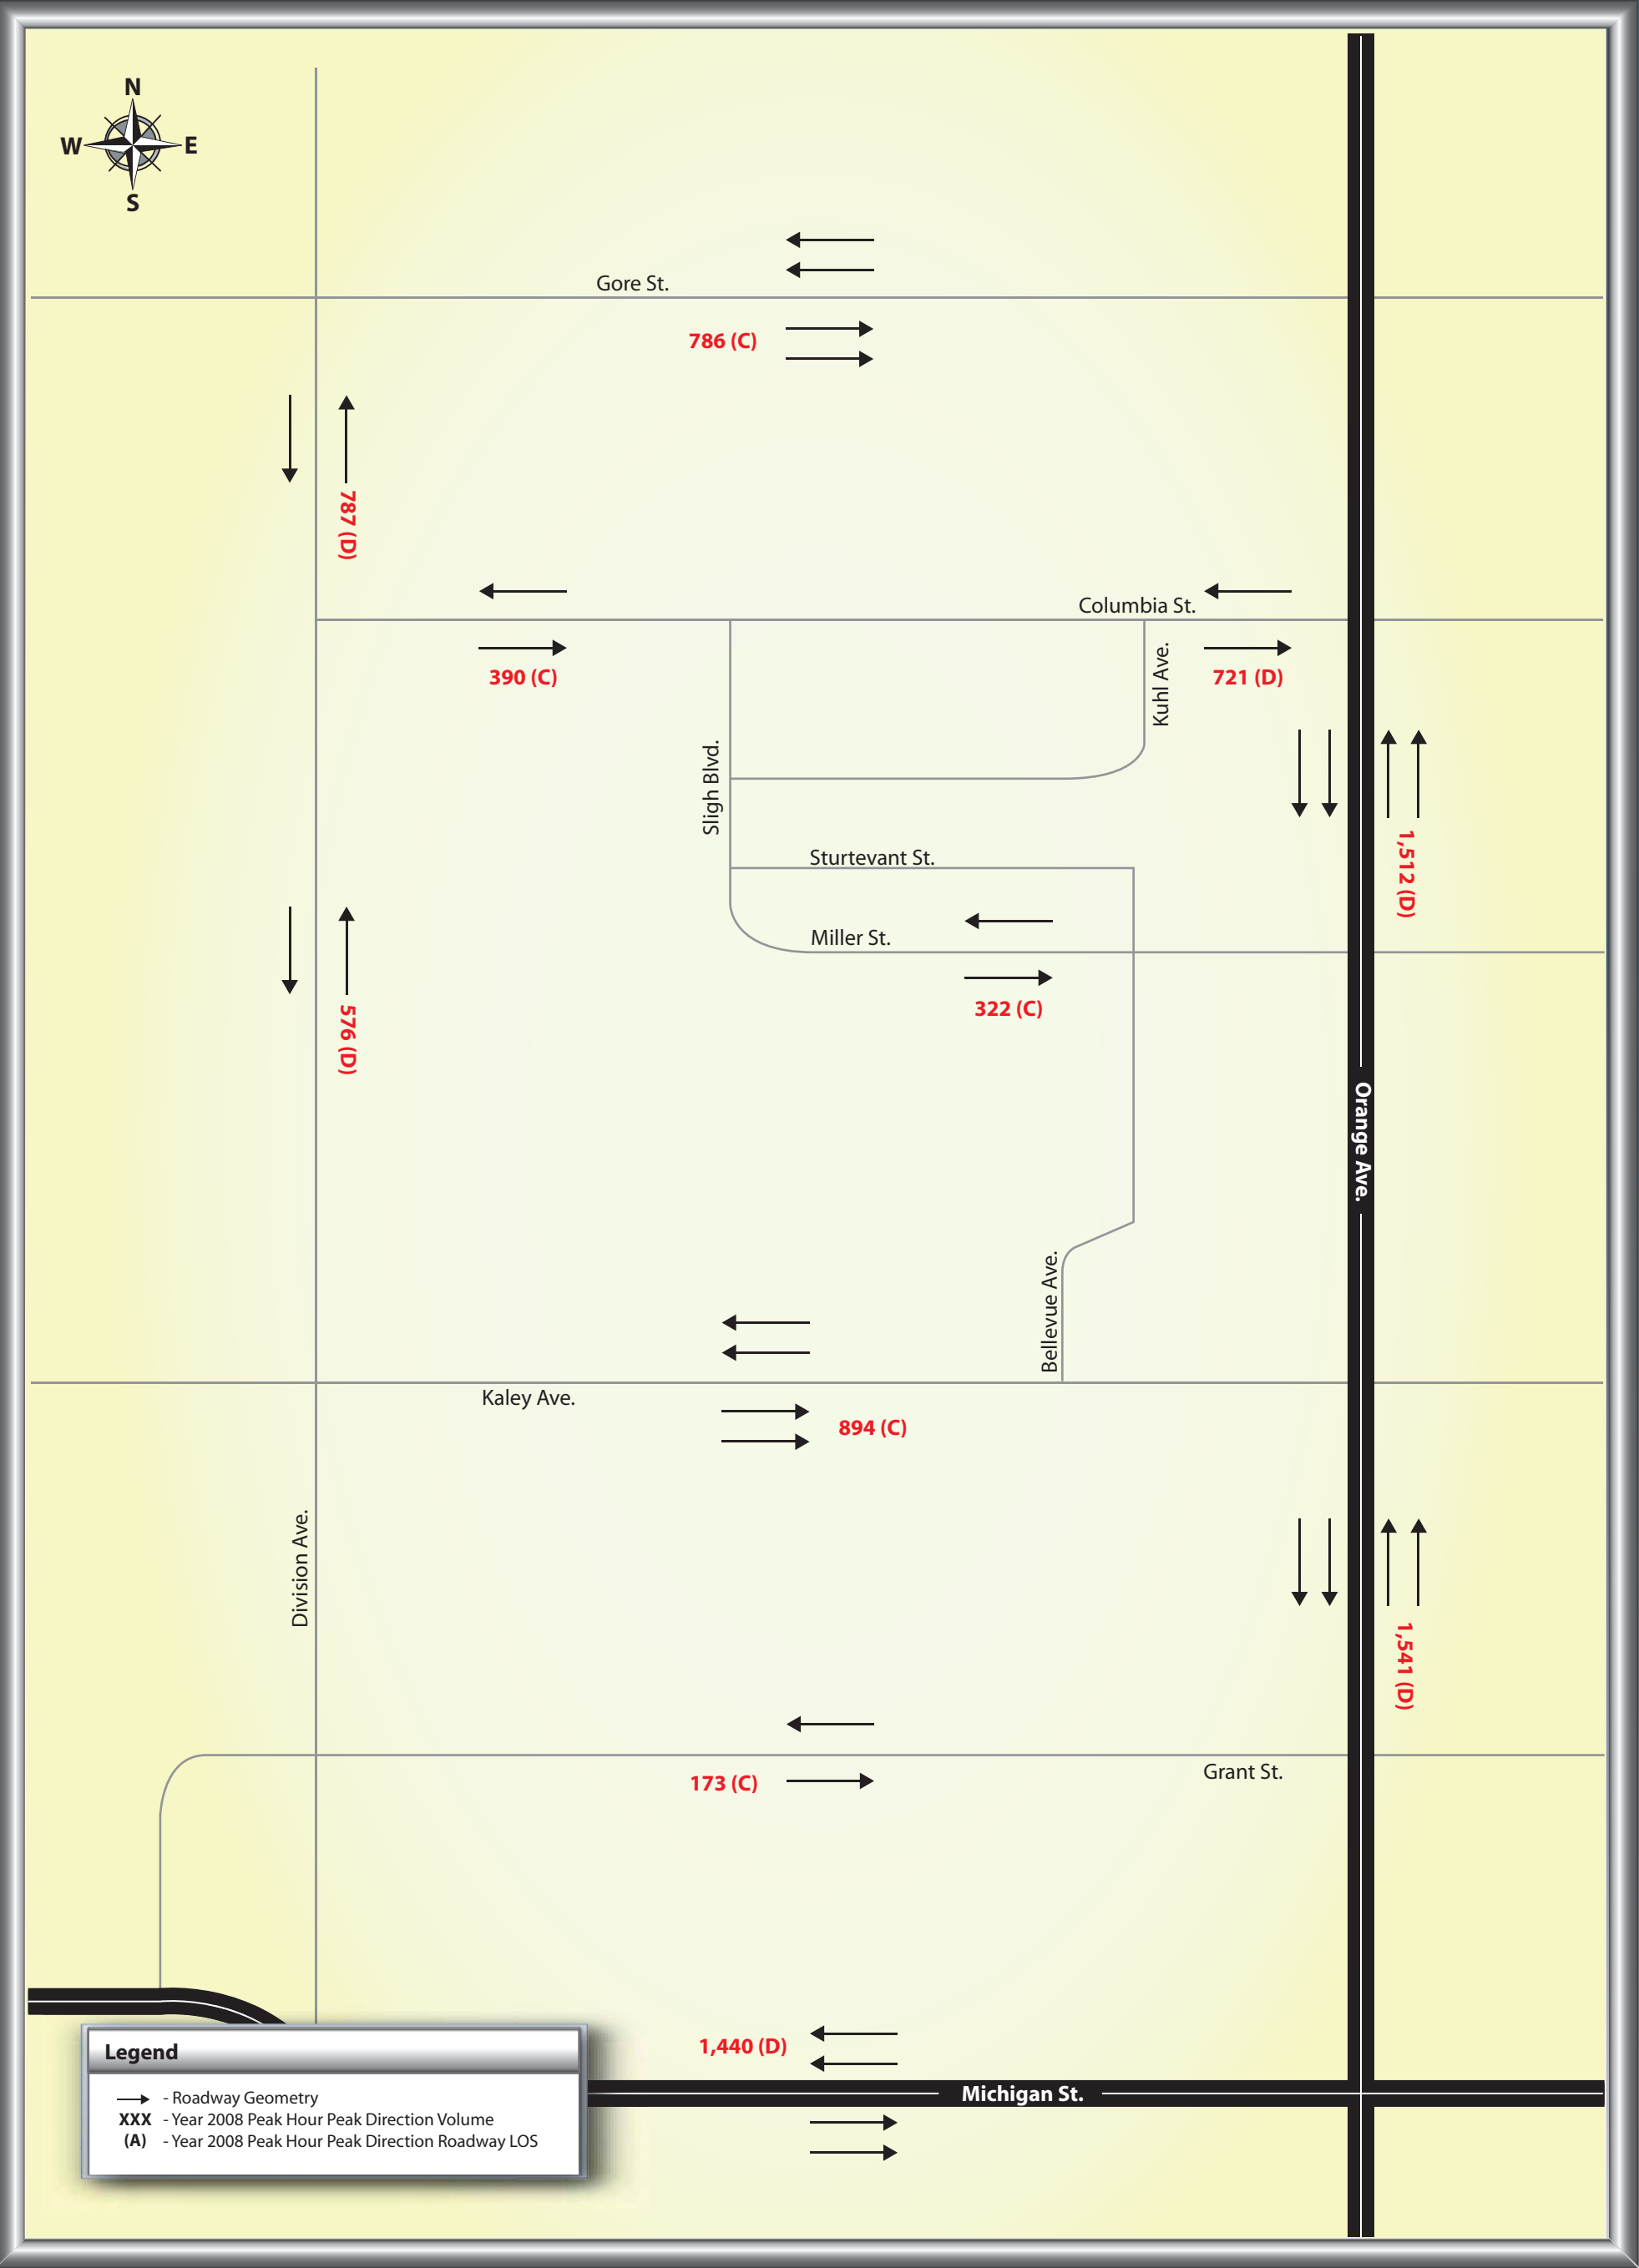 N
W
E
S
Gore St.
786 (C)
787 (D)
Columbia St.
390 (C)
Kuhl Ave.
721 (D)
Sligh Blvd.
1,512 (D)
Sturtevant St.
Miller St.
322 (C)
576 (D)
Orange Ave.
Bellevue Ave.
Kaley Ave.
894 (C)
Division Ave.
1,541 (D)
Grant St.
173 (C)
1,440 (D)
Michigan St.
Legend
- Roadway Geometry
XXX - Year 2008 Peak Hour Peak Direction Volume
(A) - Year 2008 Peak Hour Peak Direction Roadway LOS